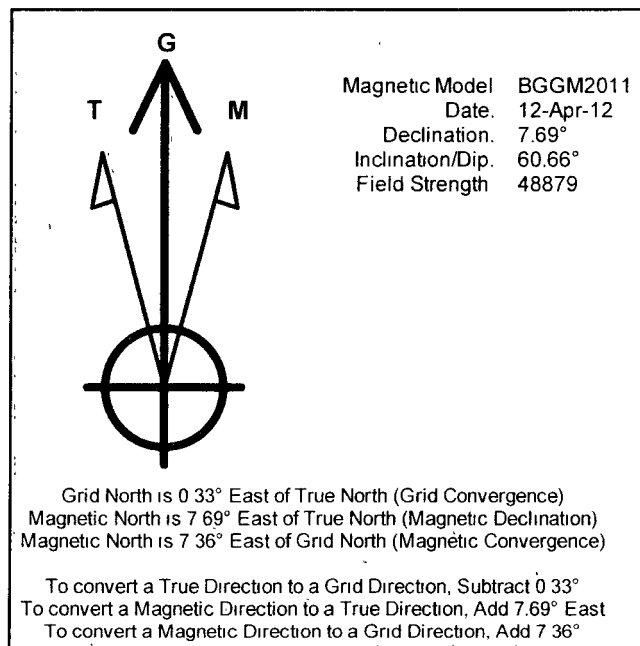 G
T M
Magnetic Model BGGM2011
Date. 12-Apr-12
Declination. 7.69°
Inclination/Dip. 60.66°
Field Strength 48879
Grid North is 0 33° East of True North (Grid Convergence)
Magnetic North is 7 69° East of True North (Magnetic Declination)
Magnetic North is 7 36° East of Grid North (Magnetic Convergence)
To convert a True Direction to a Grid Direction, Subtract 0 33°
To convert a Magnetic Direction to a True Direction, Add 7.69° East
To convert a Magnetic Direction to a Grid Direction, Add 7 36°